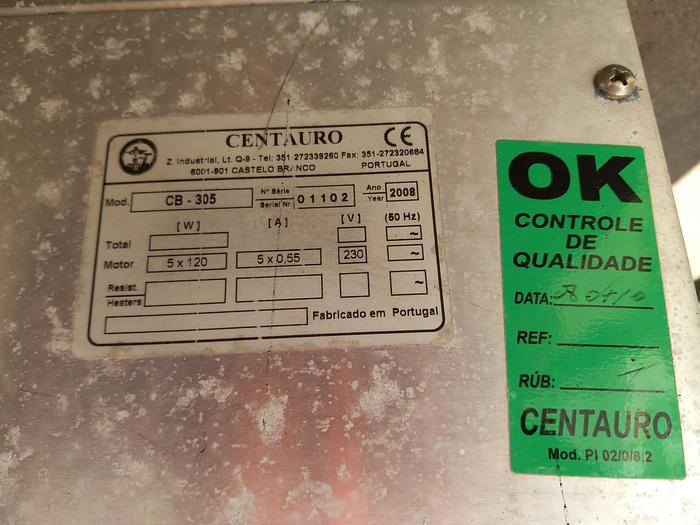 CENTAURO CE
Z. Industrial, Lt. Q-9 - Tel: 351 272339260 Fax: 351-272320684
6001-901 CASTELO BRANCO PORTUGAL
Mod. CB - 305 Nº Série Serial Nr. 01102 Ano Year 2008
[W] [A] [V] (50 Hz)
Total ~
Motor 5 x 120 5 x 0,55 230 ~
Resist. Heaters ~
Fabricado em Portugal
OK
CONTROLE
DE
QUALIDADE
DATA:
REF:
RÚB:
CENTAURO
Mod. PI 02/0/8.2